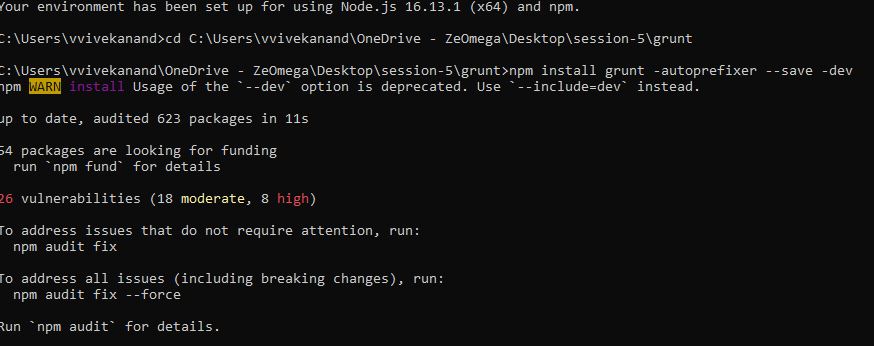 Your environment has been set up for using Node.js 16.13.1 (x64) and npm.
C:\Users\vvivekanand>cd C:\Users\vvivekanand\OneDrive - ZeOmega\Desktop\session-5\grunt
C:\Users\vvivekanand\OneDrive - ZeOmega\Desktop\session-5\grunt>npm install grunt -autoprefixer --save -dev
npm WARN install Usage of the `--dev` option is deprecated. Use `--include=dev` instead.
up to date, audited 623 packages in 11s
54 packages are looking for funding
  run `npm fund` for details
26 vulnerabilities (18 moderate, 8 high)
To address issues that do not require attention, run:
  npm audit fix
To address all issues (including breaking changes), run:
  npm audit fix --force
Run `npm audit` for details.